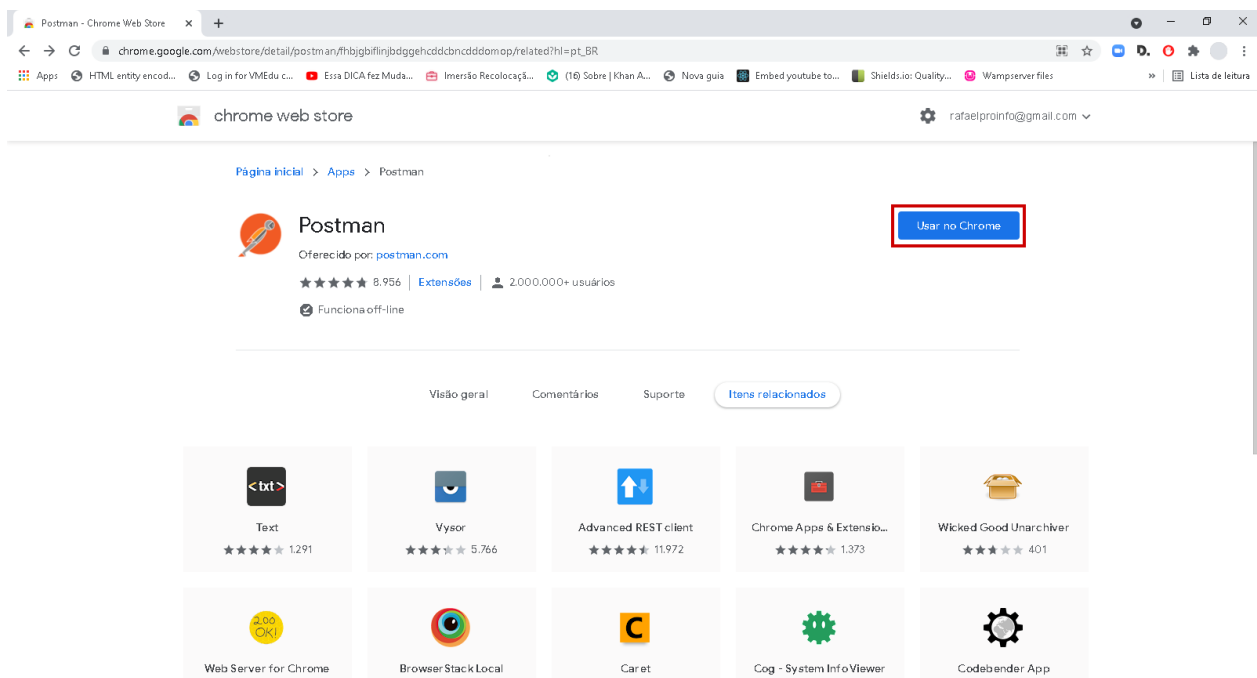 Postman - Chrome Web Store
chrome.google.com/webstore/detail/postman/fhbjgbiflinjbdggehcddcbncdddomop/related?hl=pt_BR
Apps HTML entity encod... Log in for VMEdu c... Essa DICA fez Muda... Imersão Recolocaçã... (16) Sobre | Khan A... Nova guia Embed youtube to... Shields.io: Quality... Wampserver files » Lista de leitura
chrome web store rafaelproinfo@gmail.com
Página inicial > Apps > Postman
Postman
Usar no Chrome
Oferecido por: postman.com
8.956 Extensões 2.000.000+ usuários
Funciona off-line
Visão geral Comentários Suporte Itens relacionados
<txt>
Text Vysor Advanced REST client Chrome Apps & Extensio... Wicked Good Unarchiver
1.291 5.766 11.972 1.373 401
200 OK! C
Web Server for Chrome BrowserStack Local Caret Cog - System Info Viewer Codebender App